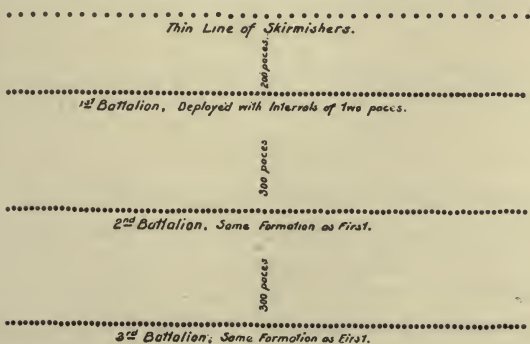 Thin Line of Skirmishers.
200 paces
1st Battalion, Deployed with Intervals of two paces.
300 paces
2nd Battalion, Same Formation as First.
300 paces
3rd Battalion; Same Formation as First.